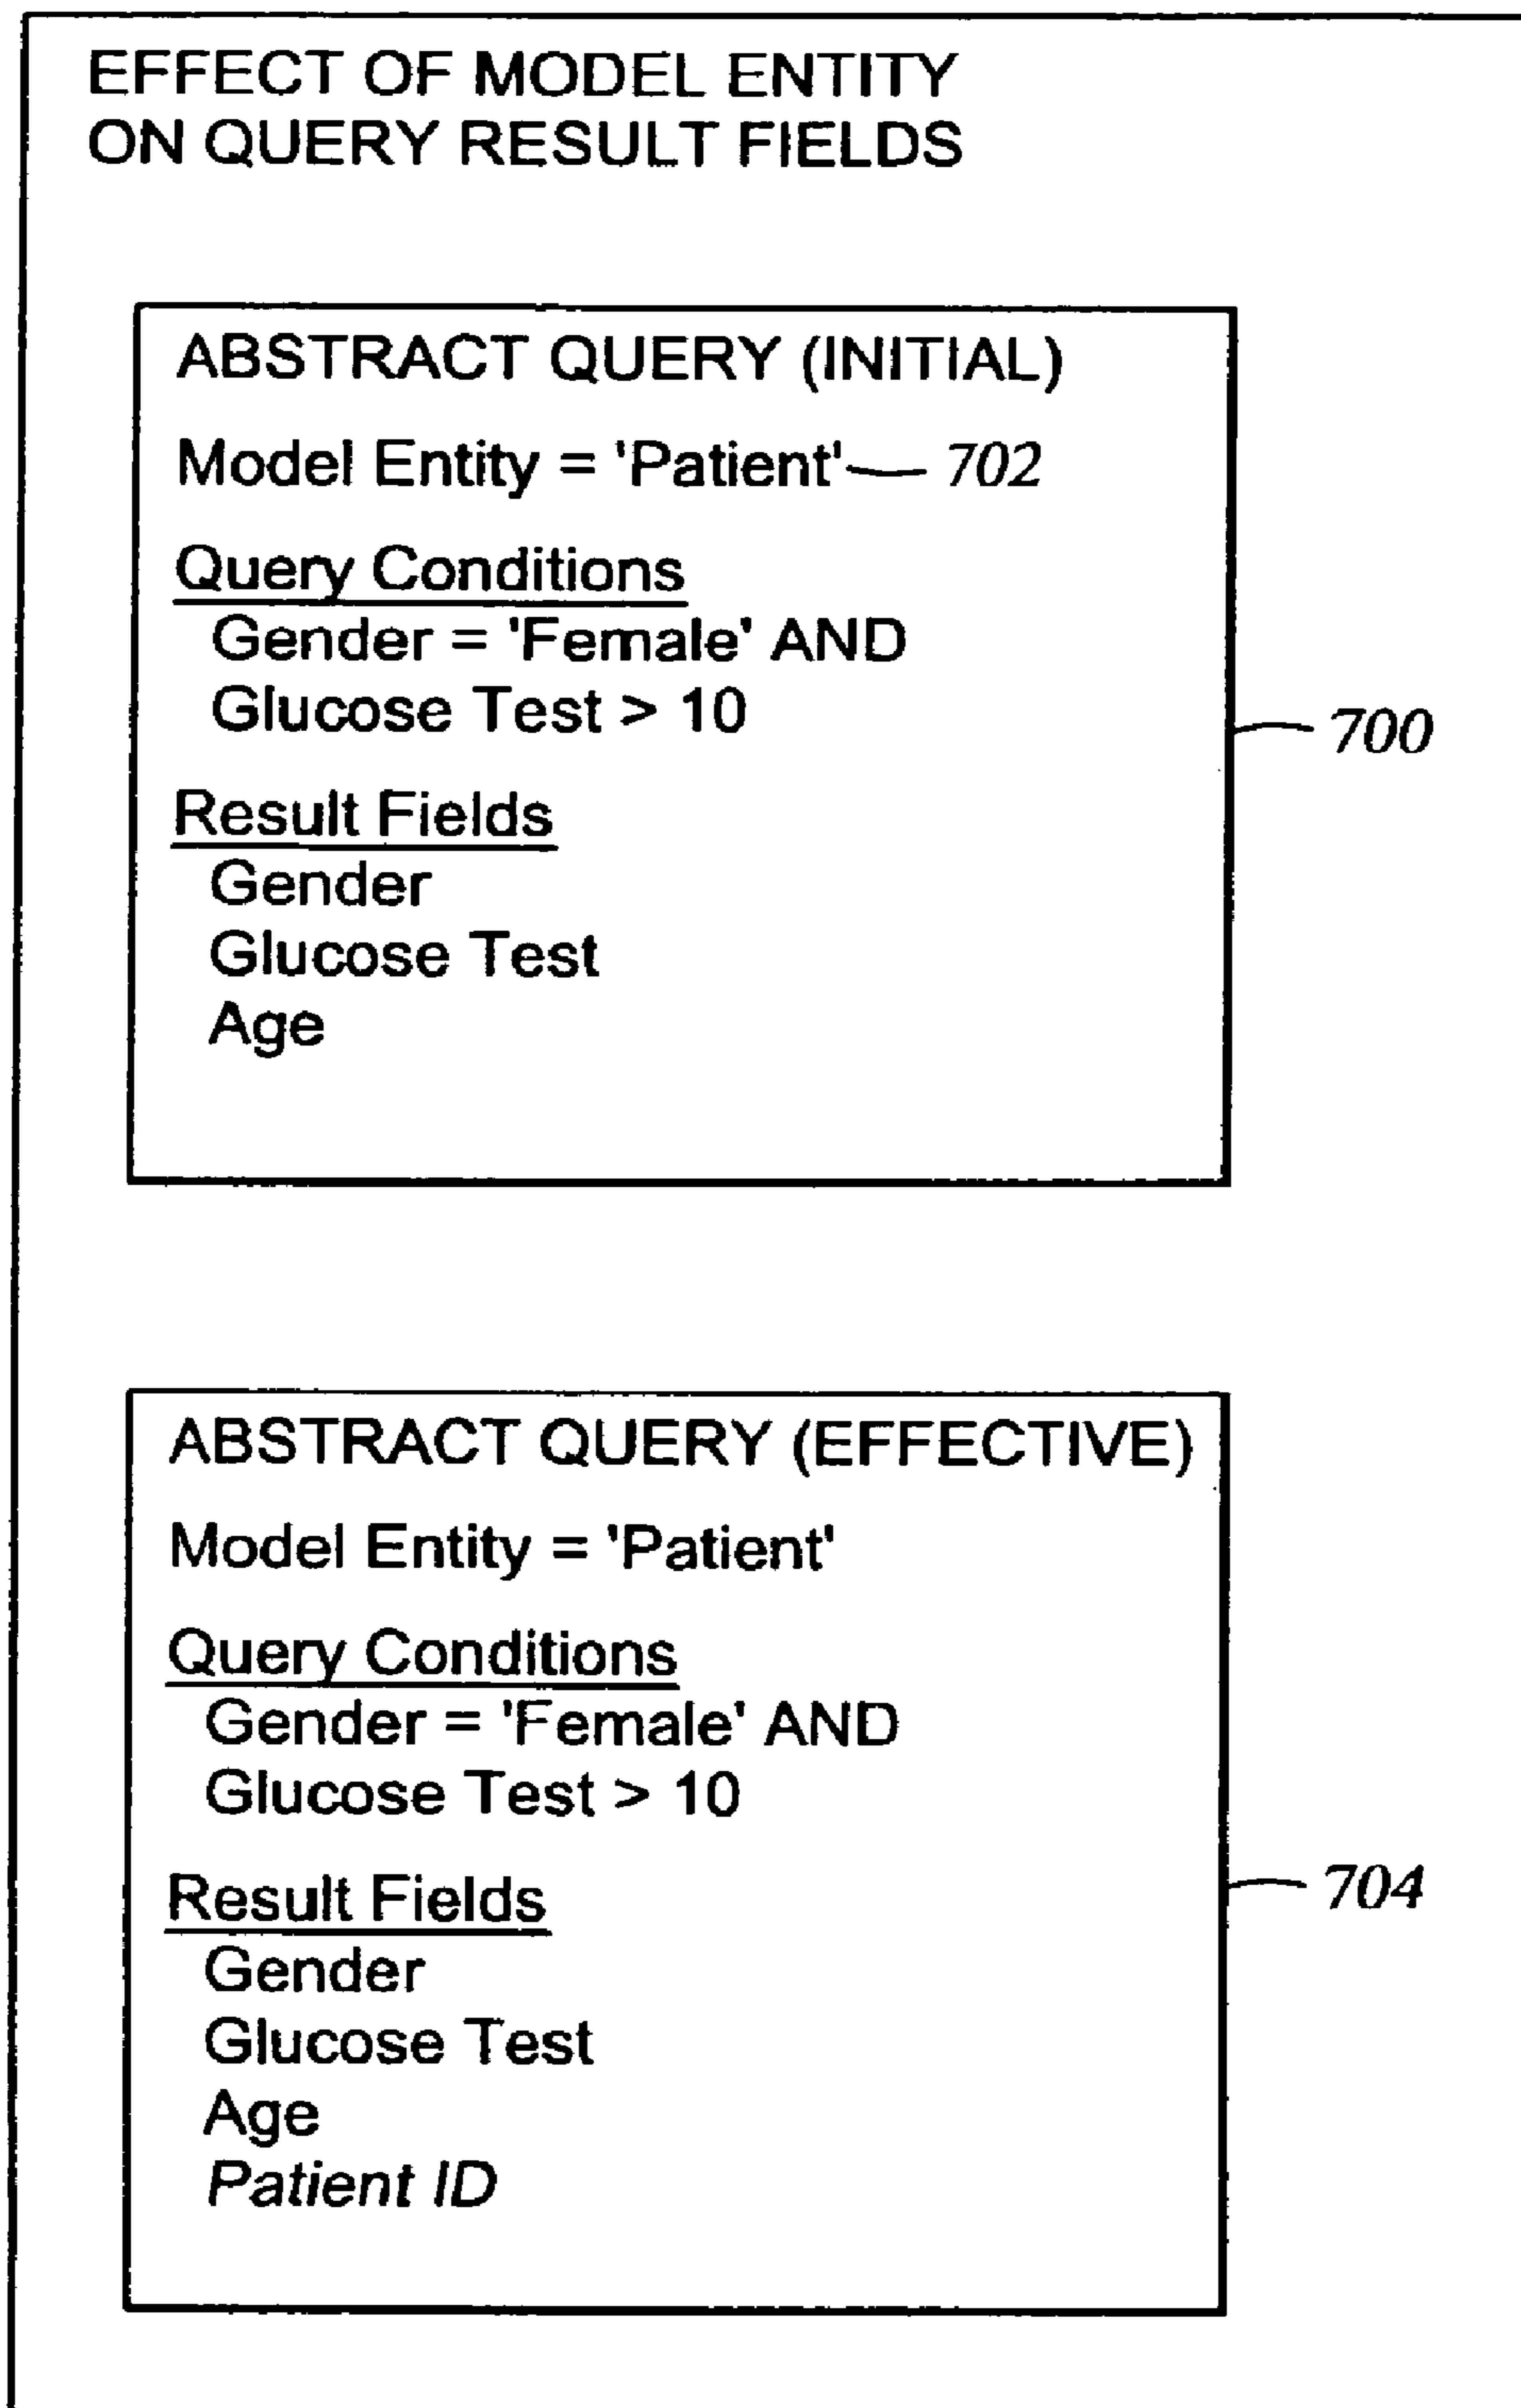 EFFECT OF MODEL ENTITY
ON QUERY RESULT FIELDS
ABSTRACT QUERY (INITIAL)
Model Entity = 'Patient' 702
Query Conditions
Gender = 'Female' AND
Glucose Test > 10
700
Result Fields
Gender
Glucose Test
Age
ABSTRACT QUERY (EFFECTIVE)
Model Entity = 'Patient'
Query Conditions
Gender = 'Female' AND
Glucose Test > 10
704
Result Fields
Gender
Glucose Test
Age
Patient ID